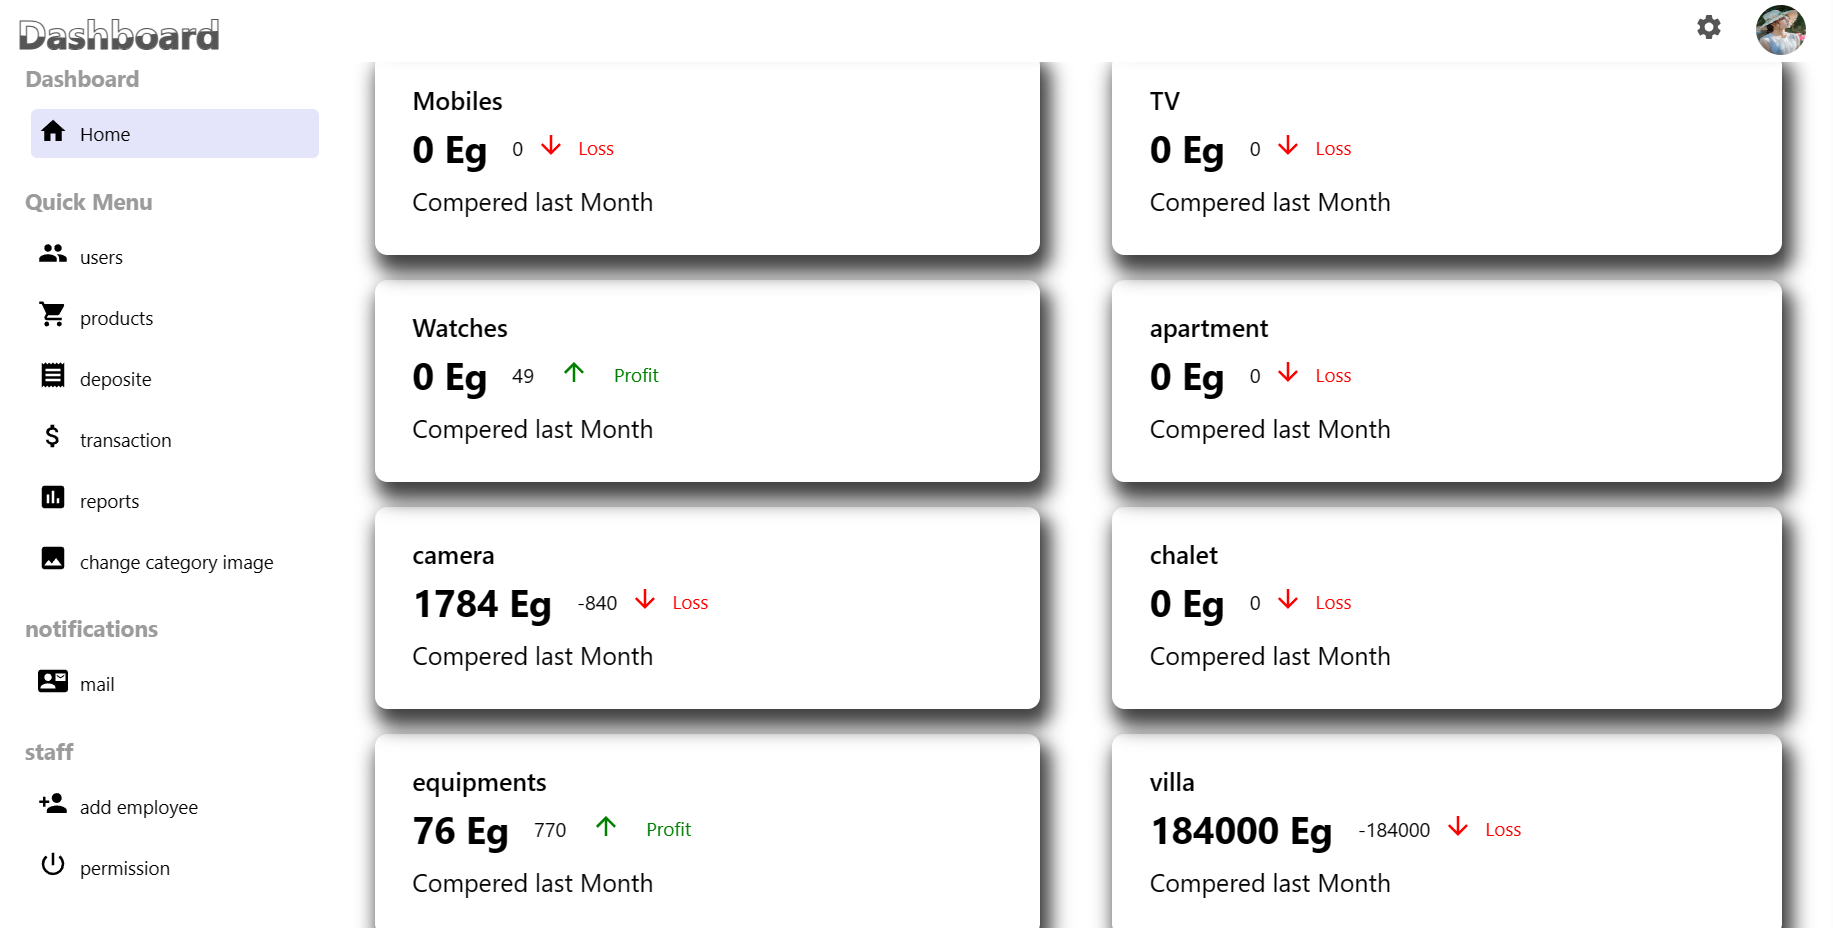 Dashboard
Dashboard
Home
Quick Menu
users
products
deposite
transaction
reports
change category image
notifications
mail
staff
add employee
permission
Mobiles
0 Eg 0 Loss
Compered last Month
TV
0 Eg 0 Loss
Compered last Month
Watches
0 Eg 49 Profit
Compered last Month
apartment
0 Eg 0 Loss
Compered last Month
camera
1784 Eg -840 Loss
Compered last Month
chalet
0 Eg 0 Loss
Compered last Month
equipments
76 Eg 770 Profit
Compered last Month
villa
184000 Eg -184000 Loss
Compered last Month